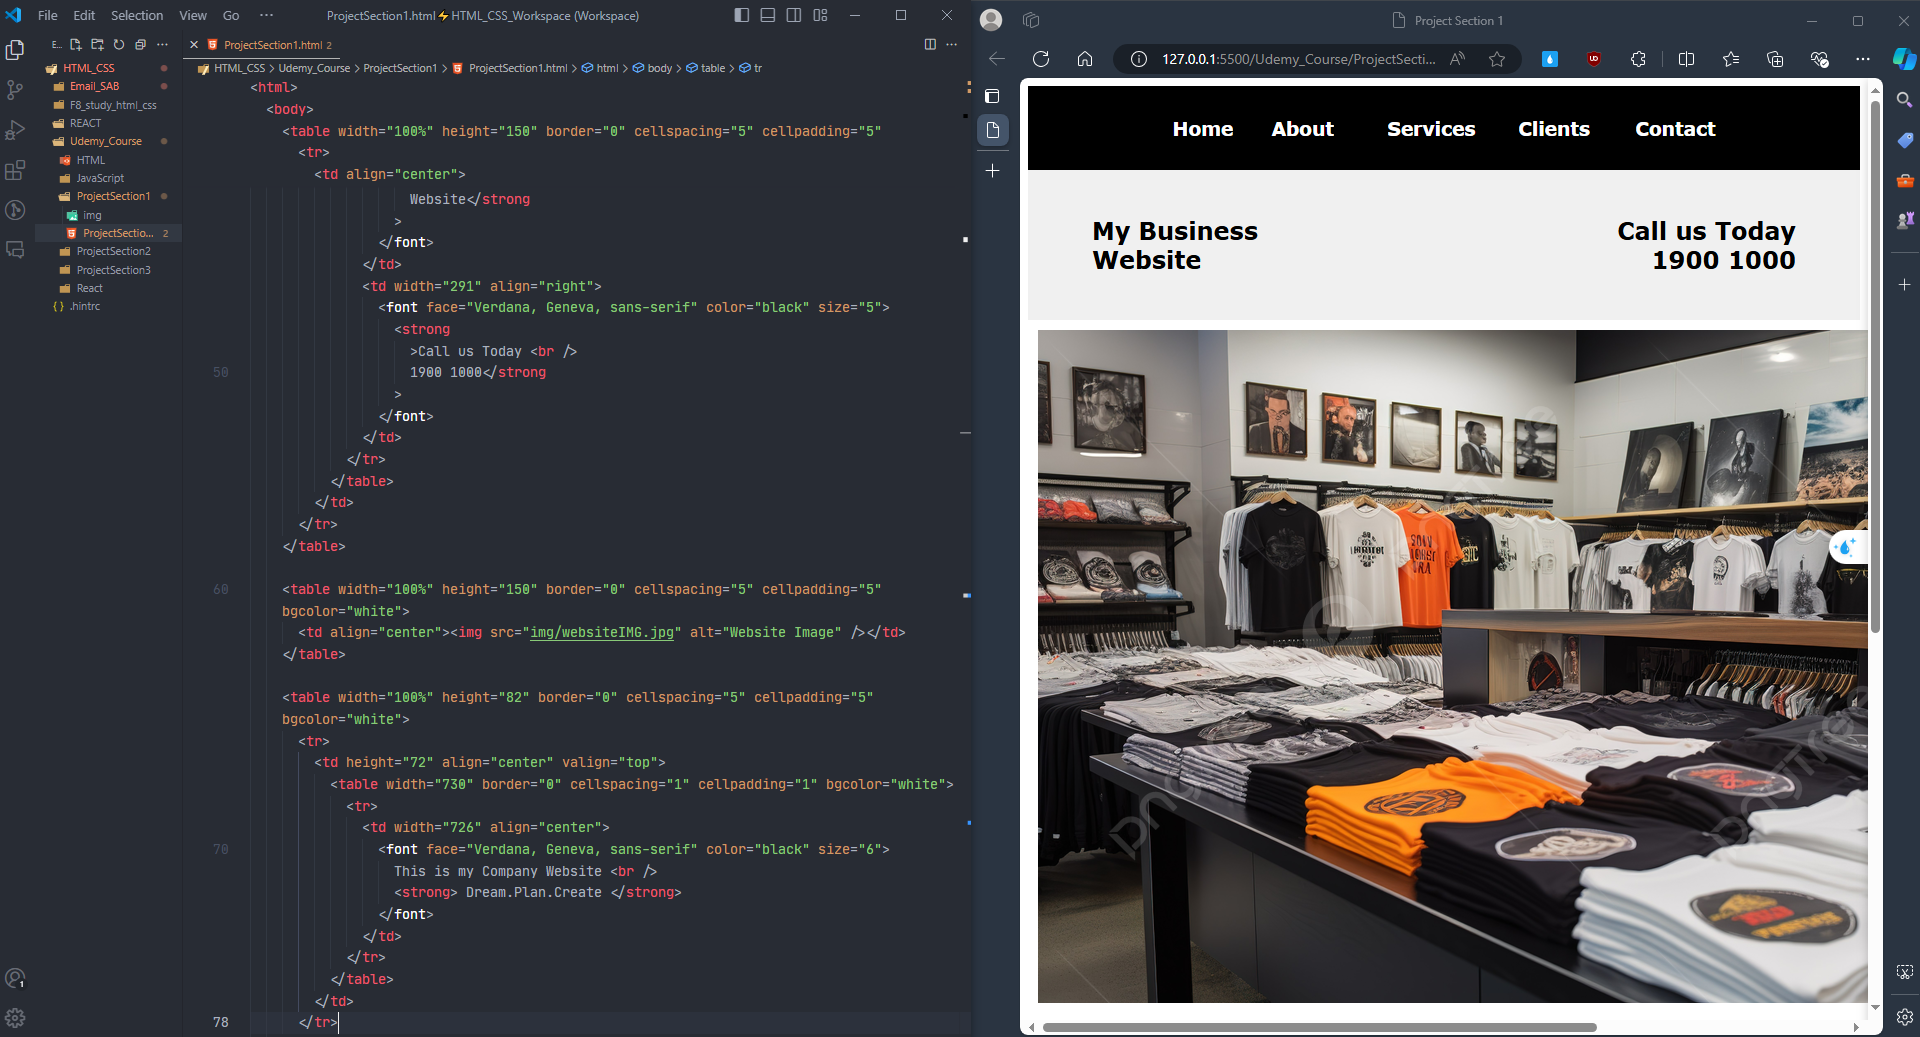 File Edit Selection View Go ··· ProjectSection1.html⚡HTML_CSS_Workspace (Workspace)
E... ···
HTML_CSS
Email_SAB
F8_study_html_css
REACT
Udemy_Course
HTML
JavaScript
ProjectSection1
img
ProjectSectio... 2
ProjectSection2
ProjectSection3
React
{ } .hintrc
1
ProjectSection1.html 2
HTML_CSS > Udemy_Course > ProjectSection1 > ProjectSection1.html > html > body > table > tr
<html>
<body>
<table width="100%" height="150" border="0" cellspacing="5" cellpadding="5"
<tr>
<td align="center">
Website</strong
>
</font>
</td>
<td width="291" align="right">
<font face="Verdana, Geneva, sans-serif" color="black" size="5">
<strong
>Call us Today <br />
50 1900 1000</strong
>
</font>
</td>
</tr>
</table>
</td>
</tr>
</table>
60 <table width="100%" height="150" border="0" cellspacing="5" cellpadding="5"
bgcolor="white">
<td align="center"><img src="img/websiteIMG.jpg" alt="Website Image" /></td>
</table>
<table width="100%" height="82" border="0" cellspacing="5" cellpadding="5"
bgcolor="white">
<tr>
<td height="72" align="center" valign="top">
<table width="730" border="0" cellspacing="1" cellpadding="1" bgcolor="white">
<tr>
<td width="726" align="center">
70 <font face="Verdana, Geneva, sans-serif" color="black" size="6">
This is my Company Website <br />
<strong> Dream.Plan.Create </strong>
</font>
</td>
</tr>
</table>
</td>
78 </tr>
Project Section 1
127.0.0.1:5500/Udemy_Course/ProjectSecti...
Home About Services Clients Contact
My Business
Website
Call us Today
1900 1000